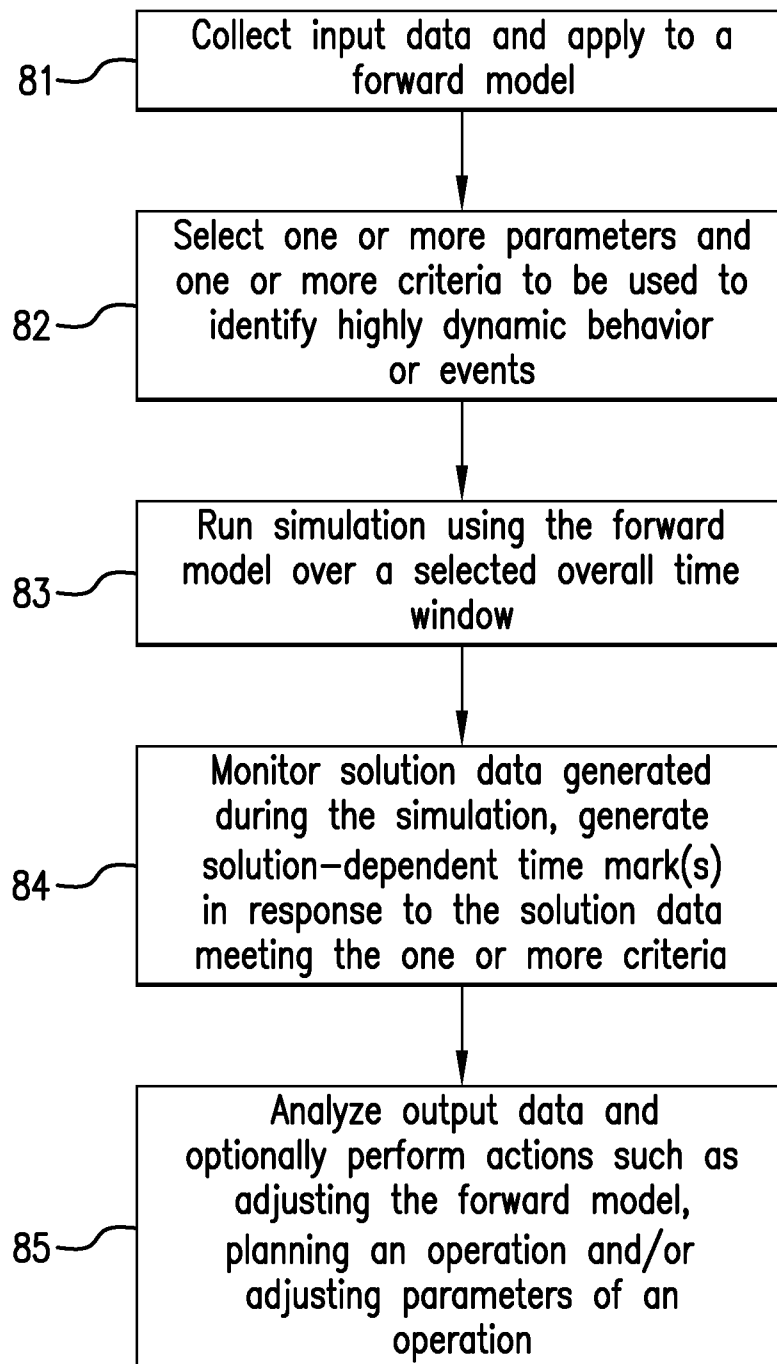 Collect input data and apply to a
forward model
81
Select one or more parameters and
one or more criteria to be used to
identify highly dynamic behavior
or events
82
Run simulation using the forward
model over a selected overall time
window
83
Monitor solution data generated
during the simulation, generate
solution-dependent time mark(s)
in response to the solution data
meeting the one or more criteria
84
Analyze output data and
optionally perform actions such as
adjusting the forward model,
planning an operation and/or
adjusting parameters of an
operation
85